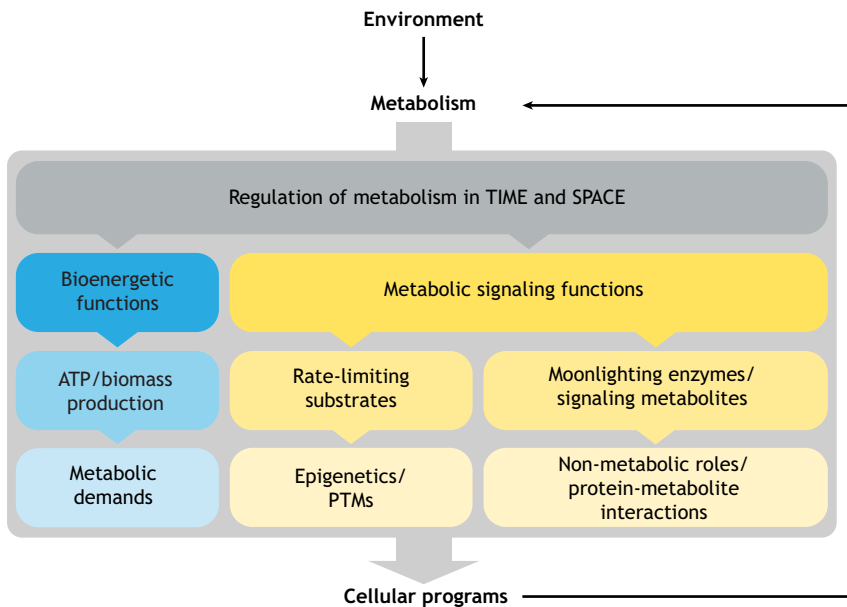 Environment
Metabolism
Regulation of metabolism in TIME and SPACE
Bioenergetic
functions
Metabolic signaling functions
ATP/biomass
production
Rate-limiting
substrates
Moonlighting enzymes/
signaling metabolites
Metabolic
demands
Epigenetics/
PTMs
Non-metabolic roles/
protein-metabolite
interactions
Cellular programs